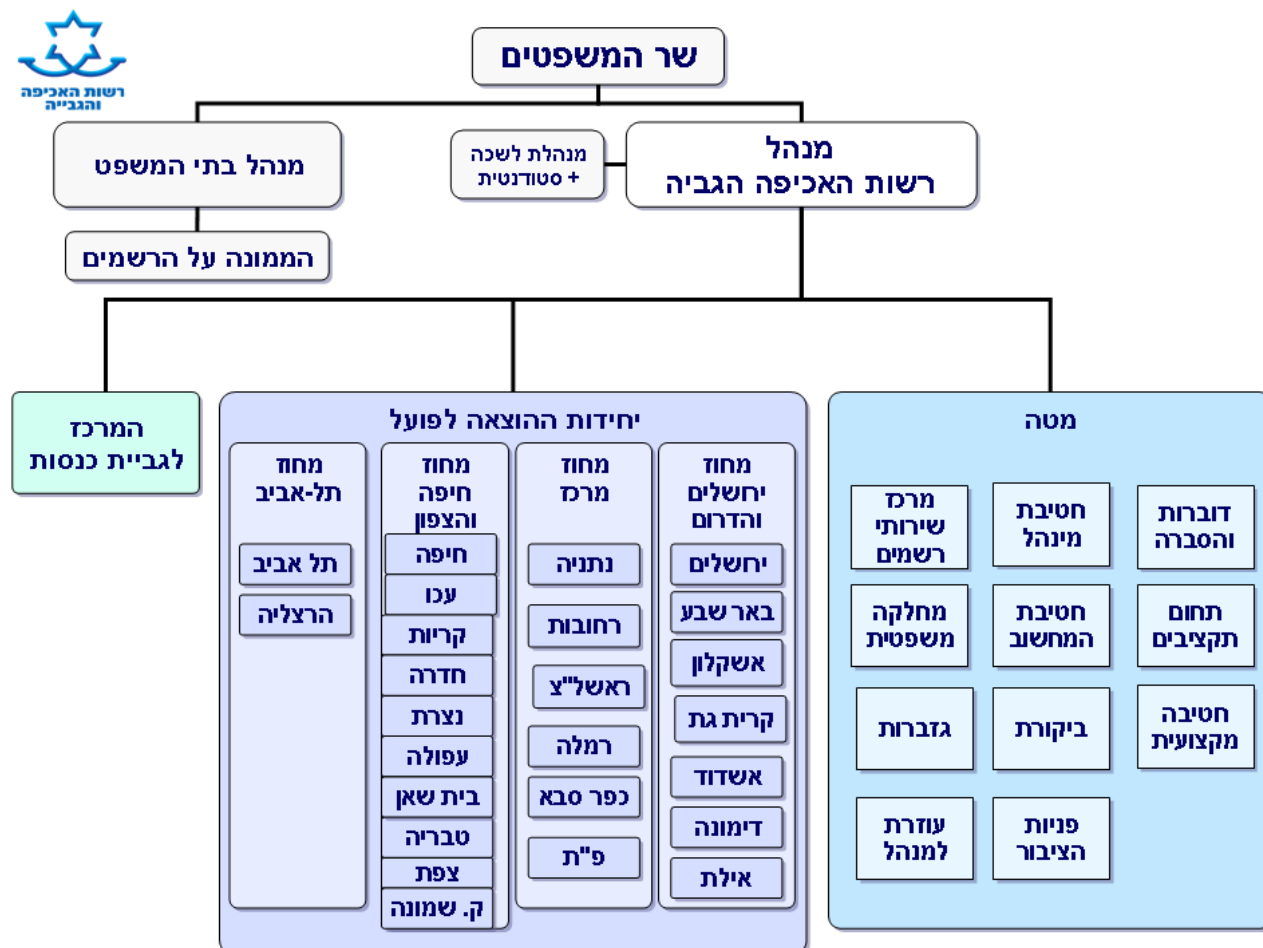 רשות האכיפה
והגבייה
שר המשפטים
מנהל
רשות האכיפה הגביה
מנהלת לשכה
+ סטודנטית
מנהל בתי המשפט
הממונה על הרשמים
מטה
דוברות
והסברה
חטיבת
מינהל
מרכז
שירותי
רשמים
תחום
תקציבים
חטיבת
המחשוב
מחלקה
משפטית
חטיבה
מקצועית
ביקורת
גזברות
פניות
הציבור
עוזרת
למנהל
יחידות ההוצאה לפועל
מחוז
ירושלים
והדרום
ירושלים
באר שבע
אשקלון
קרית גת
אשדוד
דימונה
אילת
מחוז
מרכז
נתניה
רחובות
ראשל"צ
רמלה
כפר סבא
פ"ת
מחוז
חיפה
והצפון
חיפה
עכו
קריות
חדרה
נצרת
עפולה
בית שאן
טבריה
צפת
ק. שמונה
מחוז
תל-אביב
תל אביב
הרצליה
המרכז
לגביית כנסות